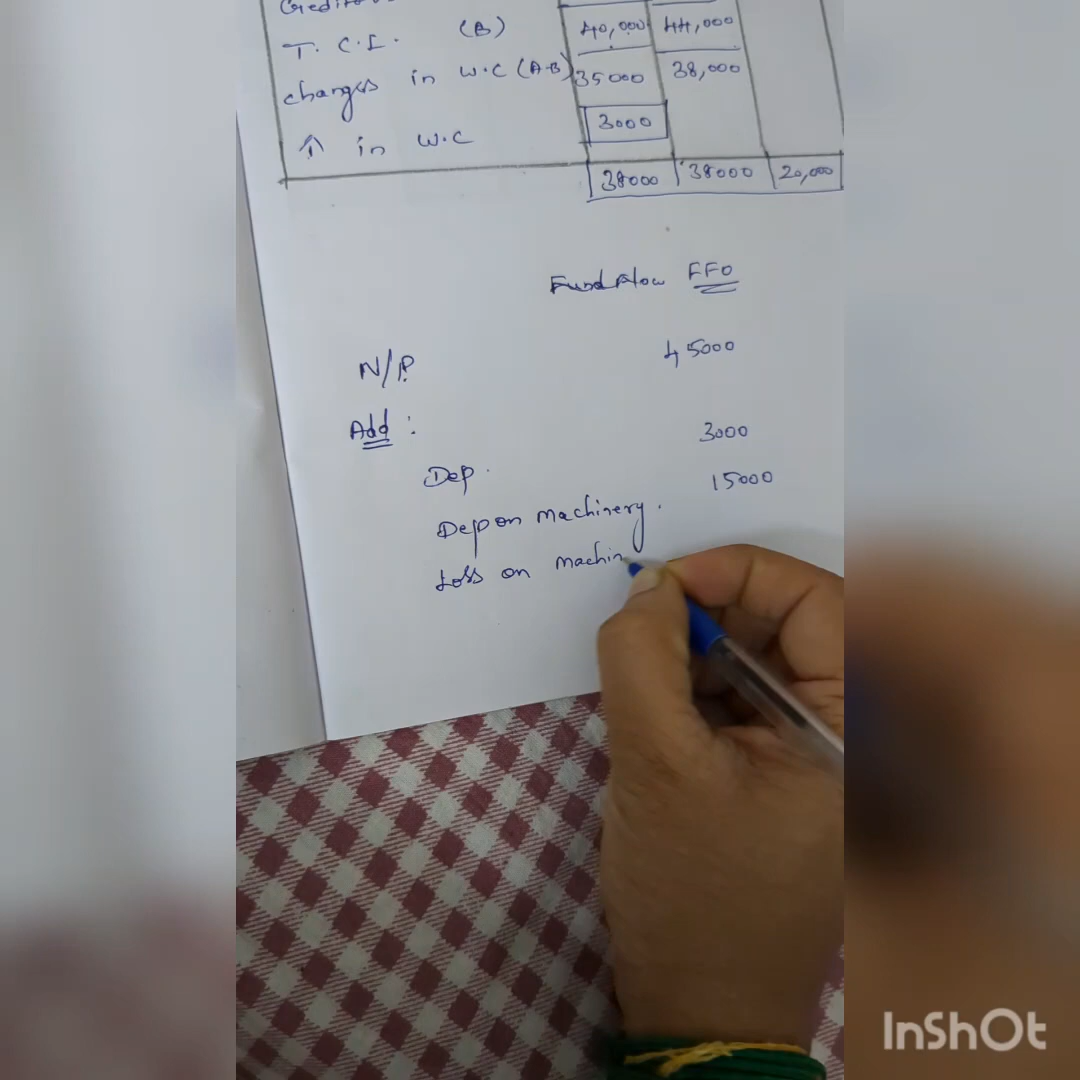 T. C. L. (B) 40,000 44,000
changes in W.C (A-B) 35000 38,000
↑ in W.C 3000
38000 38000 20,000
Fund Flow FFO
N/P. 45000
Add :
Dep. 3000
Dep on machinery. 15000
Loss on machin
InShOt